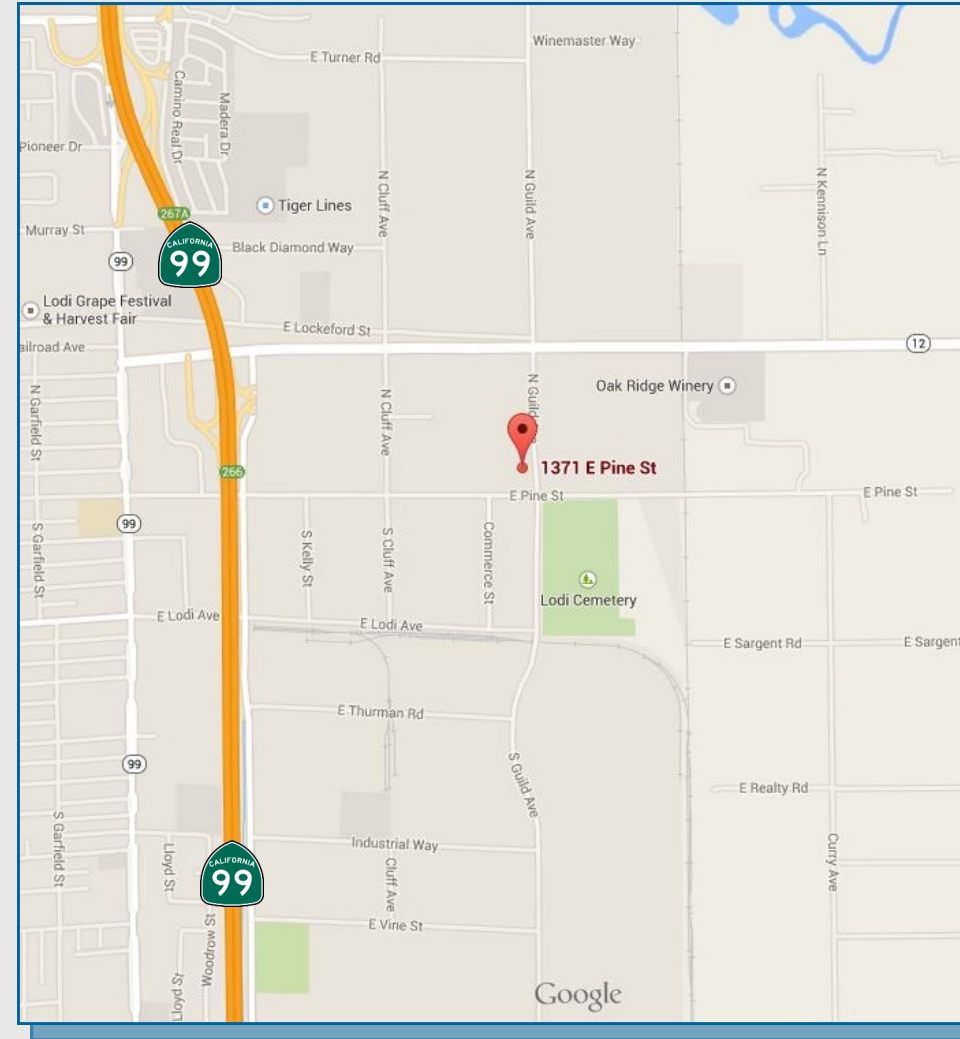 Winemaster Way
E Turner Rd
Camino Real Dr
Madera Dr
Pioneer Dr
N Cluff Ave
N Guild Ave
N Kennison Ln
Tiger Lines
267A
Murray St
CALIFORNIA
99
Black Diamond Way
99
Lodi Grape Festival
& Harvest Fair
E Lockeford St
ailroad Ave
12
N Garfield St
N Cluff Ave
N Guild
Oak Ridge Winery
1371 E Pine St
266
E Pine St
E Pine St
99
S Garfield St
S Kelly St
S Cluff Ave
Commerce St
Lodi Cemetery
E Lodi Ave
E Lodi Ave
E Sargent Rd
E Sargent
E Thurman Rd
99
S Guild Ave
E Realty Rd
S Garfield St
Lloyd St
Industrial Way
Curry Ave
CALIFORNIA
99
Cluff Ave
Woodrow St
E Vine St
Lloyd St
Google